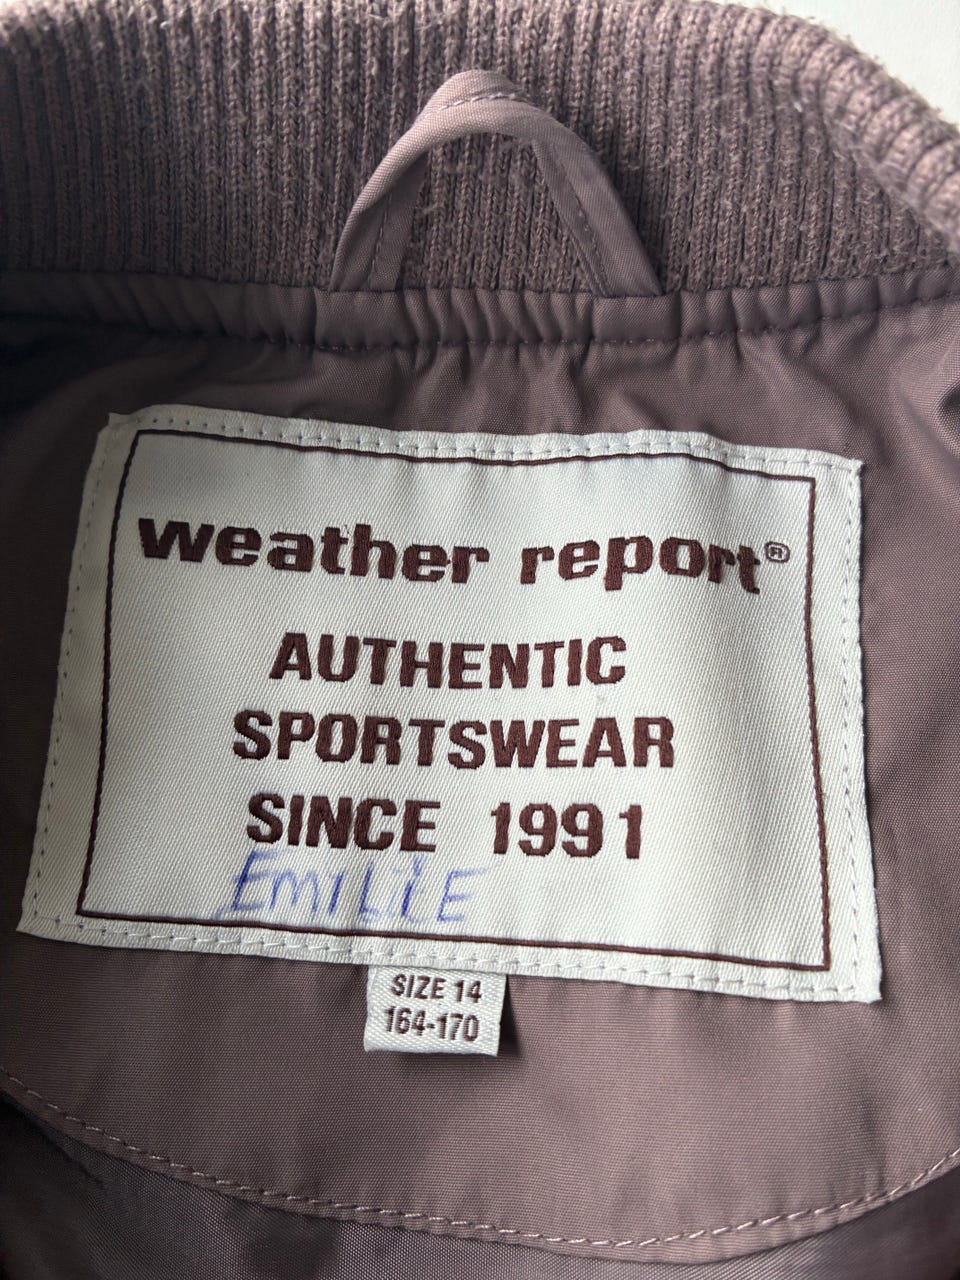 weather report®
AUTHENTIC
SPORTSWEAR
SINCE 1991
EMILIE
SIZE 14
164-170